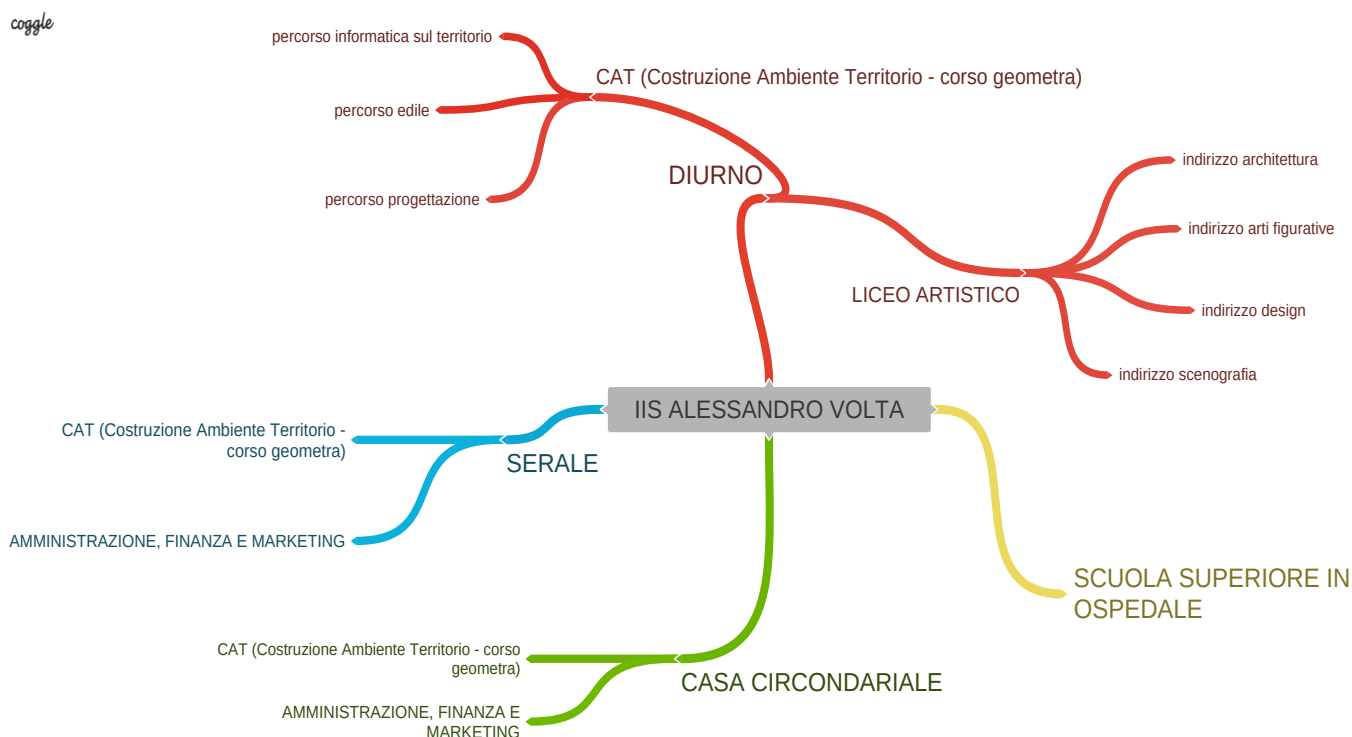 coggle
percorso informatica sul territorio
CAT (Costruzione Ambiente Territorio - corso geometra)
percorso edile
percorso progettazione
DIURNO
indirizzo architettura
indirizzo arti figurative
LICEO ARTISTICO
indirizzo design
indirizzo scenografia
IIS ALESSANDRO VOLTA
CAT (Costruzione Ambiente Territorio -
corso geometra)
SERALE
AMMINISTRAZIONE, FINANZA E MARKETING
SCUOLA SUPERIORE IN
OSPEDALE
CAT (Costruzione Ambiente Territorio - corso
geometra)
CASA CIRCONDARIALE
AMMINISTRAZIONE, FINANZA E
MARKETING